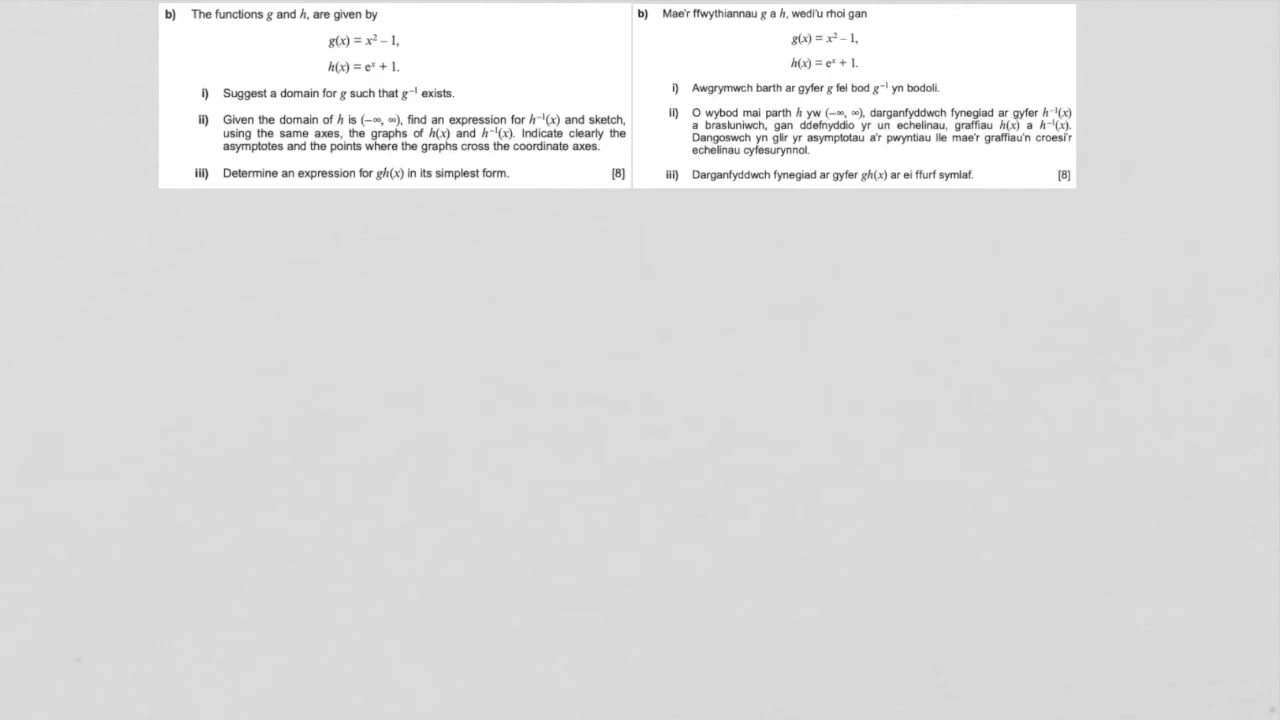 b) The functions g and h, are given by
g(x) = x² – 1,
h(x) = eˣ + 1.
i) Suggest a domain for g such that g⁻¹ exists.
ii) Given the domain of h is (–∞, ∞), find an expression for h⁻¹(x) and sketch,
using the same axes, the graphs of h(x) and h⁻¹(x). Indicate clearly the
asymptotes and the points where the graphs cross the coordinate axes.
iii) Determine an expression for gh(x) in its simplest form. [8]
b) Mae'r ffwythiannau g a h, wedi'u rhoi gan
g(x) = x² – 1,
h(x) = eˣ + 1.
i) Awgrymwch barth ar gyfer g fel bod g⁻¹ yn bodoli.
ii) O wybod mai parth h yw (–∞, ∞), darganfyddwch fynegiad ar gyfer h⁻¹(x)
a brasluniwch, gan ddefnyddio yr un echelinau, graffiau h(x) a h⁻¹(x).
Dangoswch yn glir yr asymptotau a'r pwyntiau lle mae'r graffiau'n croesi'r
echelinau cyfesurynnol.
iii) Darganfyddwch fynegiad ar gyfer gh(x) ar ei ffurf symlaf. [8]